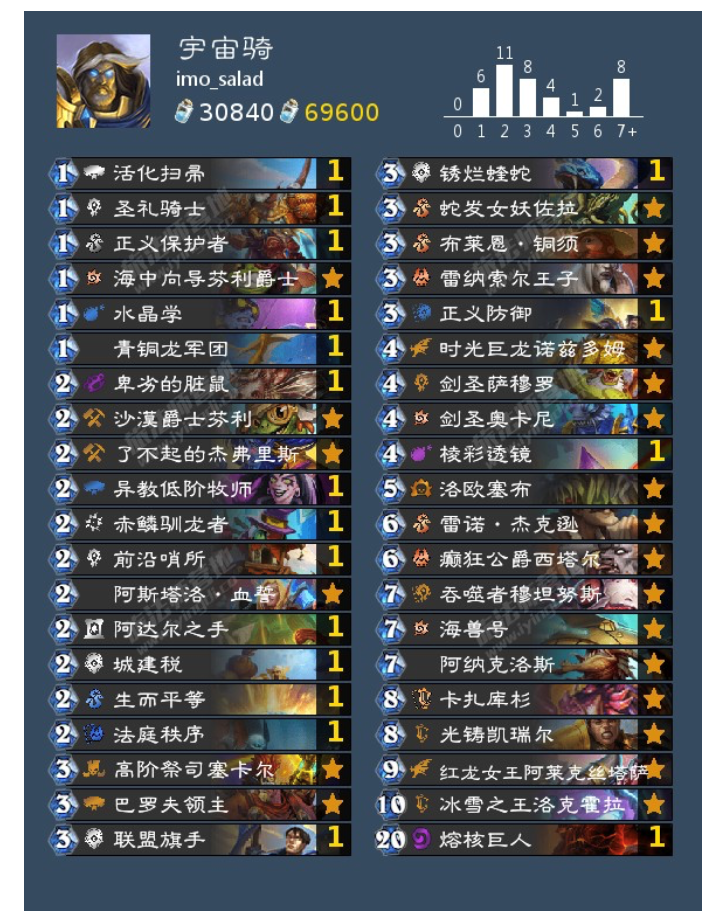 宇宙骑
imo_salad
30840 69600
0 6 11 8 4 1 2 8
0 1 2 3 4 5 6 7+
1 活化扫帚 1
1 圣礼骑士 1
1 正义保护者 1
1 海中向导芬利爵士
1 水晶学 1
1 青铜龙军团 1
2 卑劣的脏鼠 1
2 沙漠爵士芬利
2 了不起的杰弗里斯
2 异教低阶牧师 1
2 赤鳞驯龙者 1
2 前沿哨所 1
2 阿斯塔洛·血誓
2 阿达尔之手 1
2 城建税 1
2 生而平等 1
2 法庭秩序 1
3 高阶祭司塞卡尔
3 巴罗夫领主
3 联盟旗手 1
3 锈烂蝰蛇 1
3 蛇发女妖佐拉
3 布莱恩·铜须
3 雷纳索尔王子
3 正义防御 1
4 时光巨龙诺兹多姆
4 剑圣萨穆罗
4 剑圣奥卡尼
4 棱彩透镜 1
5 洛欧塞布
6 雷诺·杰克逊
6 癫狂公爵西塔尔
7 吞噬者穆坦努斯
7 海兽号
7 阿纳克洛斯
8 卡扎库杉
8 光铸凯瑞尔
9 红龙女王阿莱克丝塔萨
10 冰雪之王洛克霍拉
20 熔核巨人 1